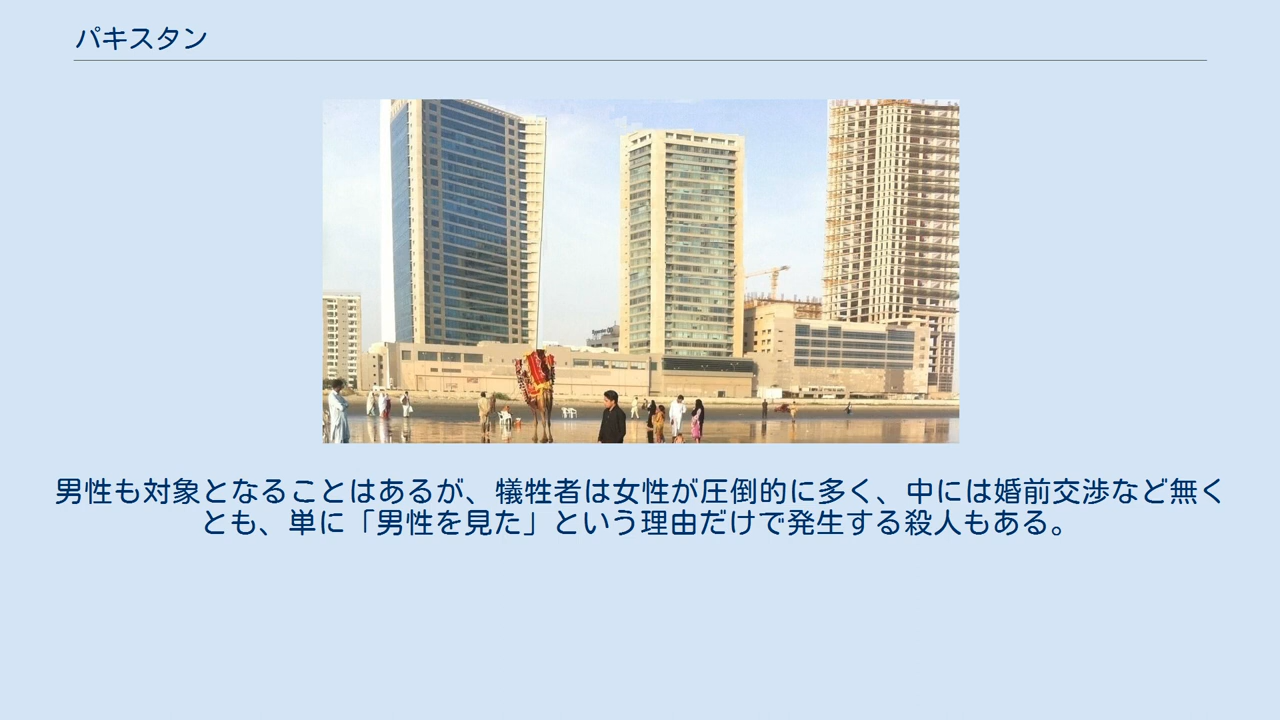 パキスタン
男性も対象となることはあるが、犠牲者は女性が圧倒的に多く、中には婚前交渉など無く
とも、単に「男性を見た」という理由だけで発生する殺人もある。